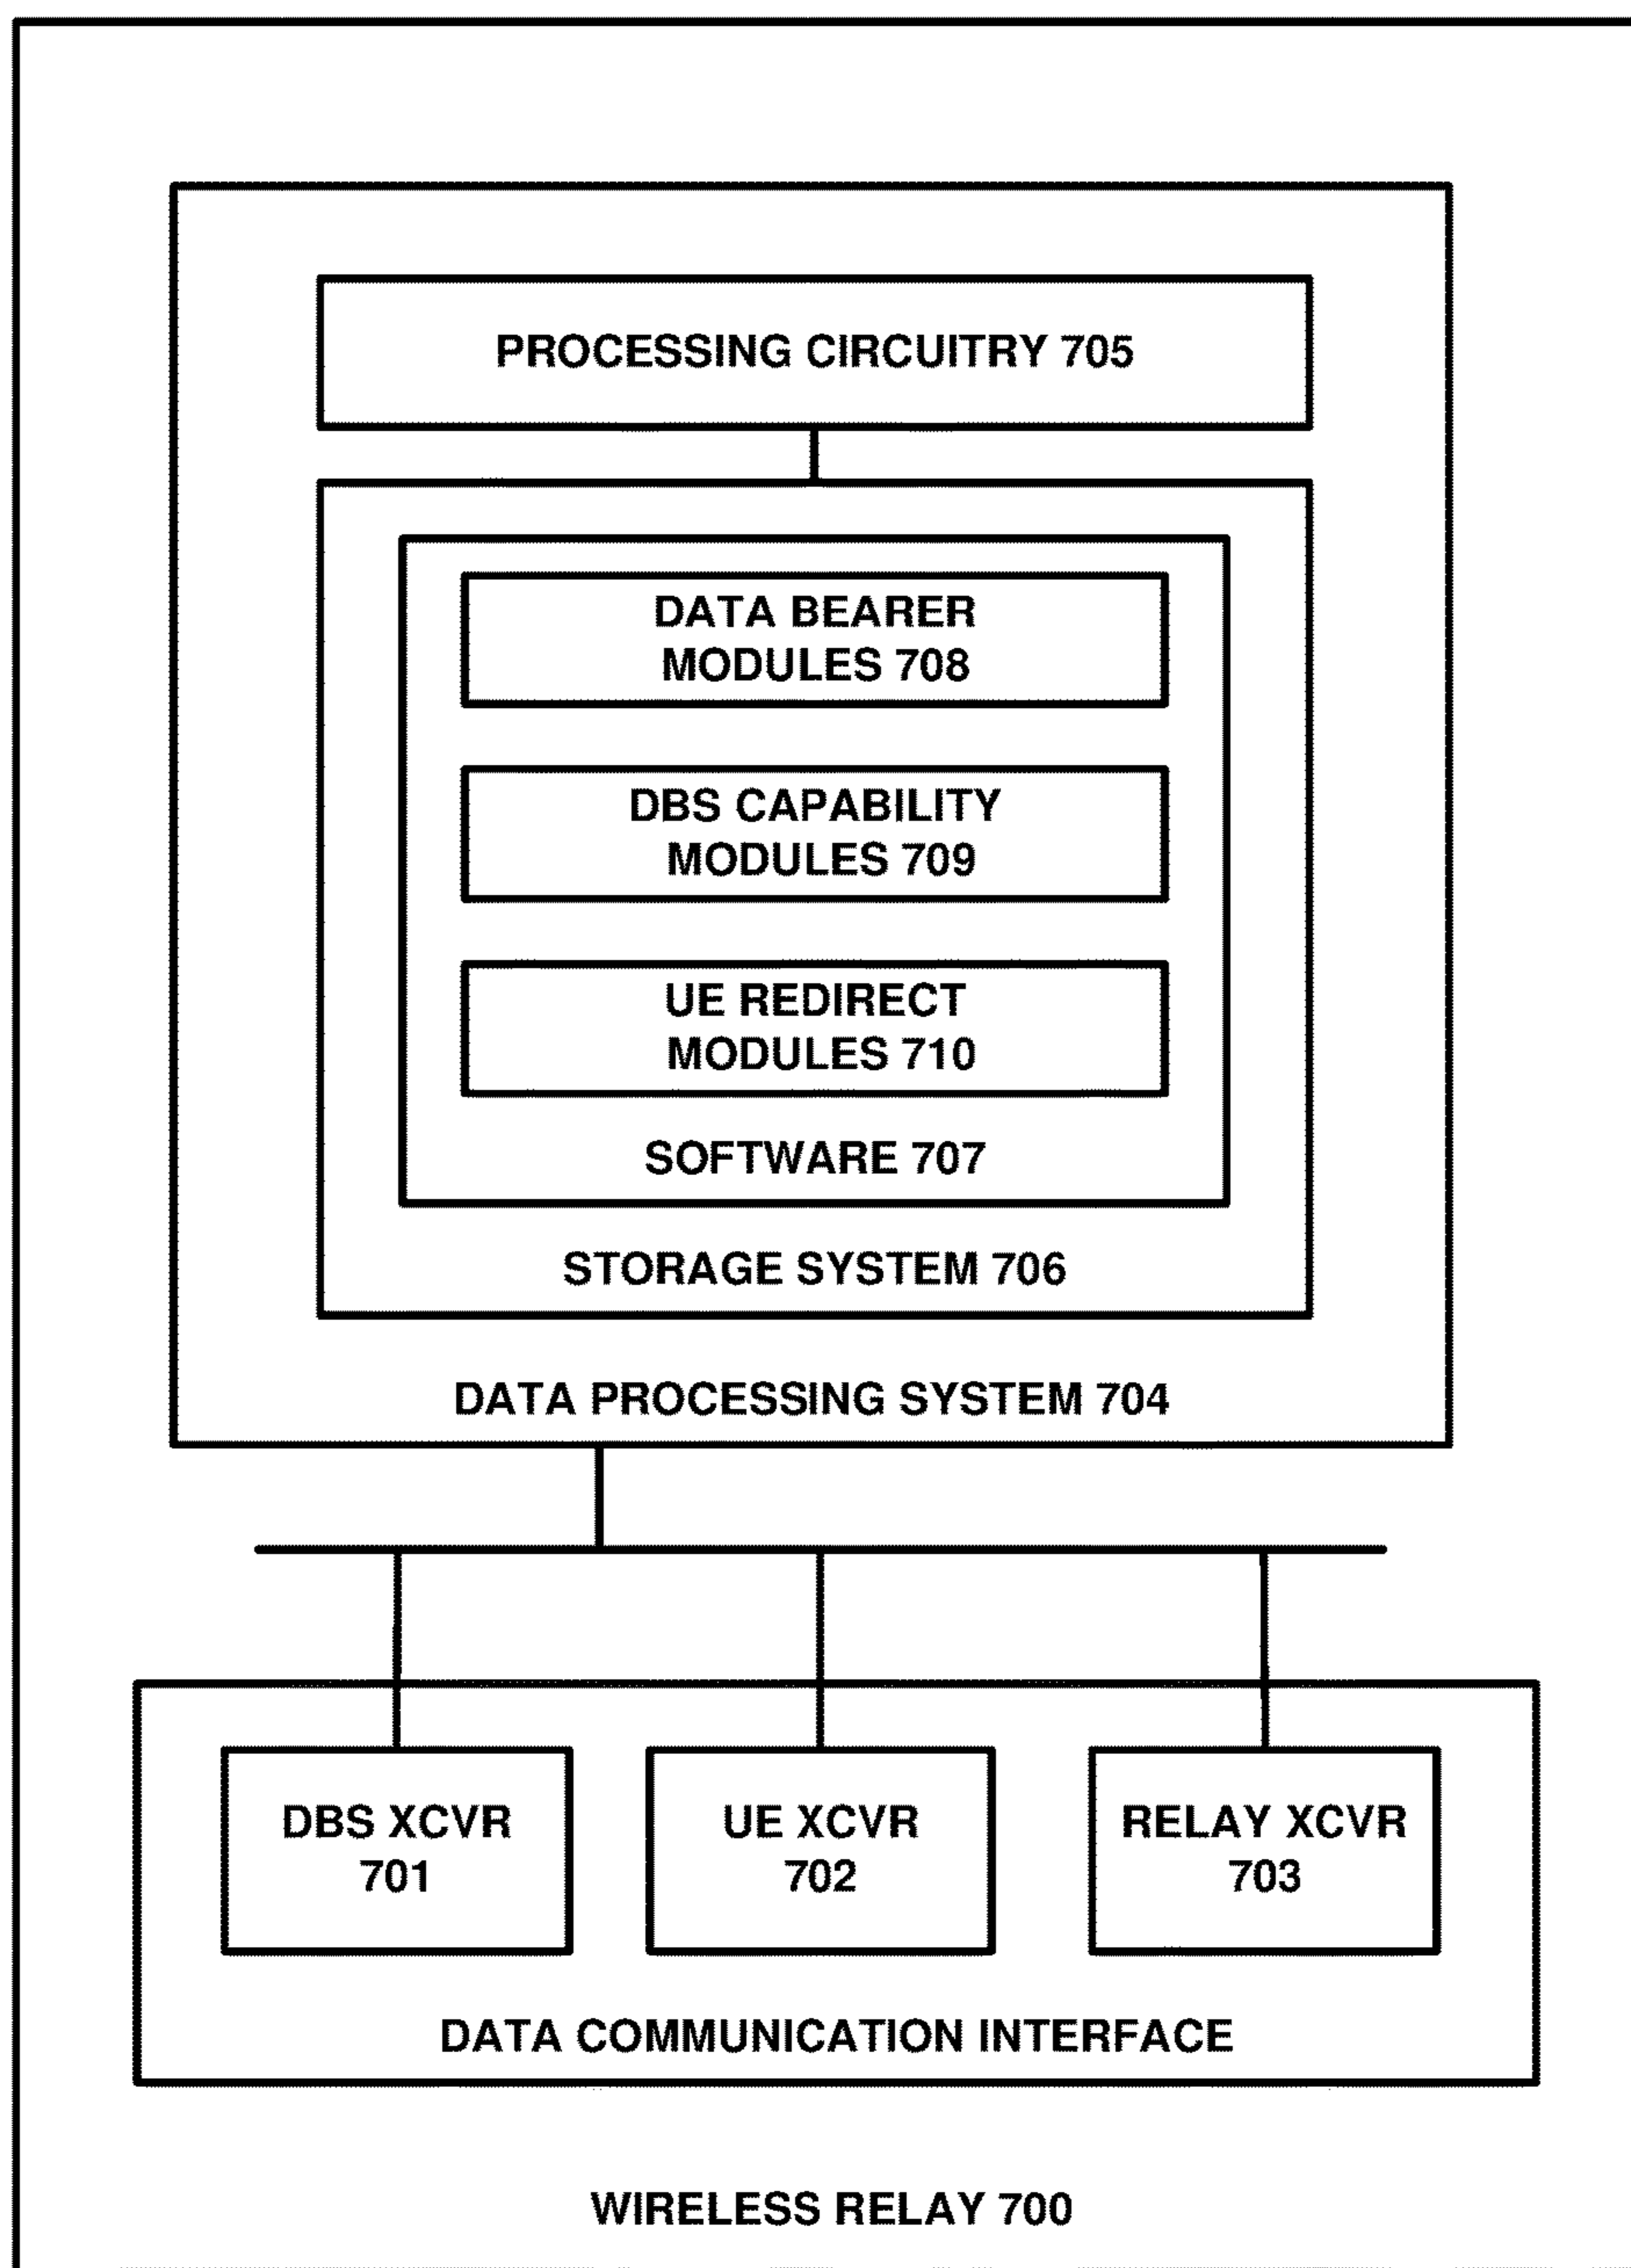 PROCESSING CIRCUITRY 705
DATA BEARER
MODULES 708
DBS CAPABILITY
MODULES 709
UE REDIRECT
MODULES 710
SOFTWARE 707
STORAGE SYSTEM 706
DATA PROCESSING SYSTEM 704
DBS XCVR
701
UE XCVR
702
RELAY XCVR
703
DATA COMMUNICATION INTERFACE
WIRELESS RELAY 700